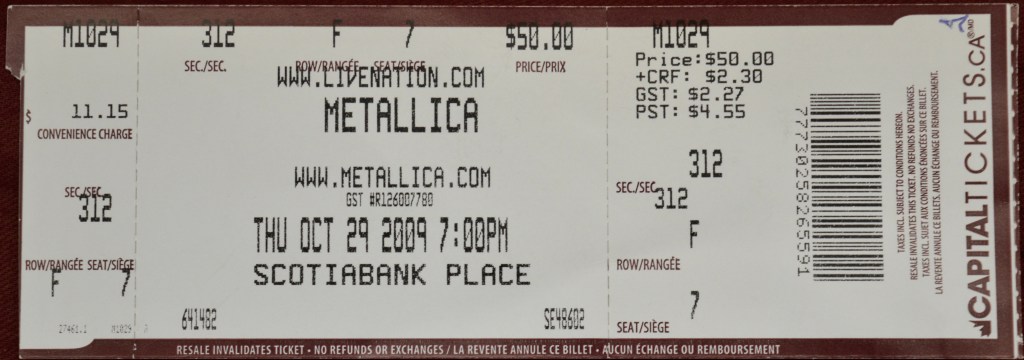 M1029
$ 11.15
CONVENIENCE CHARGE
SEC./SEC.
312
ROW/RANGÉE SEAT/SIÈGE
F 7
M1029
312 F 7 $50.00
SEC./SEC. ROW/RANGÉE SEAT/SIÈGE PRICE/PRIX
WWW.LIVENATION.COM
METALLICA
WWW.METALLICA.COM
GST #R126007780
THU OCT 29 2009 7:00PM
SCOTIABANK PLACE
641482 SE48602
RESALE INVALIDATES TICKET • NO REFUNDS OR EXCHANGES / LA REVENTE ANNULE CE BILLET • AUCUN ÉCHANGE OU REMBOURSEMENT
M1029
Price:$50.00
+CRF: $2.30
GST: $2.27
PST: $4.55
312
SEC./SEC.
312
F
ROW/RANGÉE
7
SEAT/SIÈGE
77730258265591
TAXES INCL. SUBJECT TO CONDITIONS HEREON.
RESALE INVALIDATES THIS TICKET. NO REFUNDS NO EXCHANGES.
TAXES INCL. SUJET AUX CONDITIONS ÉNONCÉES SUR CE BILLET.
LA REVENTE ANNULE CE BILLETS. AUCUN ÉCHANGE OU REMBOURSEMENT.
CAPITALTICKETS.CA